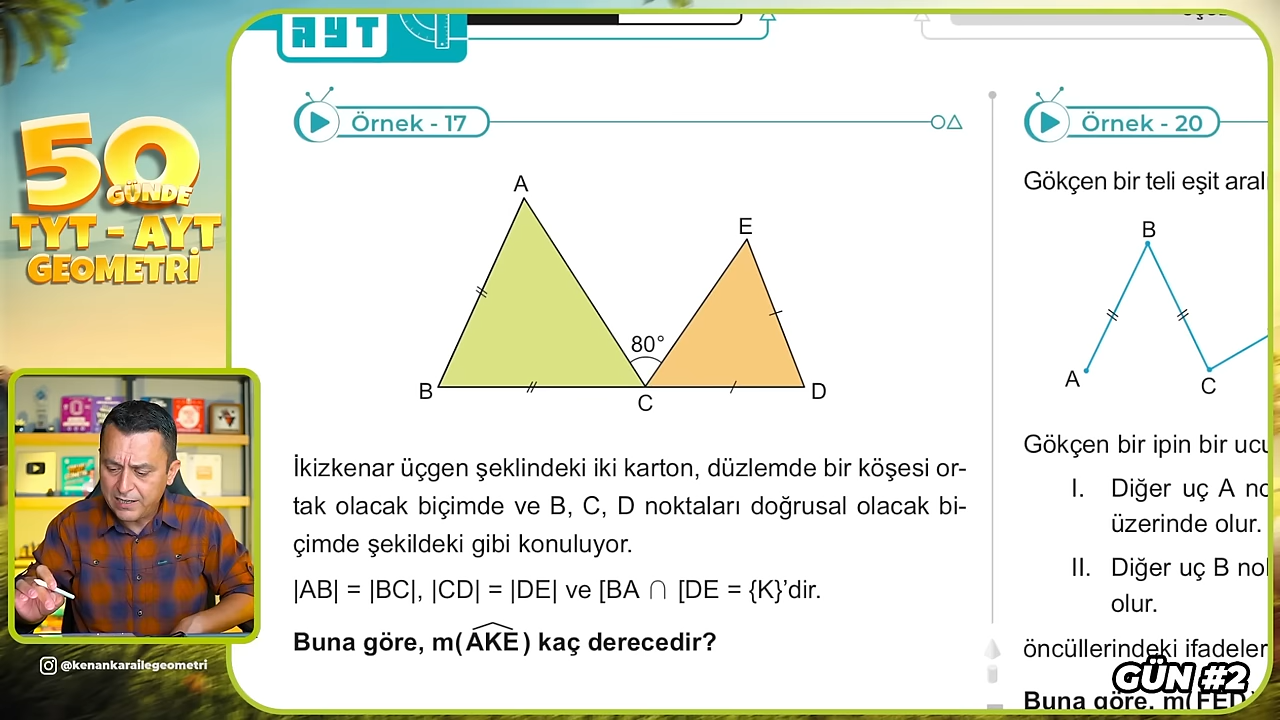 AYT
50
GÜNDE
TYT - AYT
GEOMETRİ
Örnek - 17
A
E
80°
B
C
D
İkizkenar üçgen şeklindeki iki karton, düzlemde bir köşesi or-
tak olacak biçimde ve B, C, D noktaları doğrusal olacak bi-
çimde şekildeki gibi konuluyor.
|AB| = |BC|, |CD| = |DE| ve [BA ∩ [DE = {K}'dir.
Buna göre, m(AKE) kaç derecedir?
Örnek - 20
Gökçen bir teli eşit aral
B
A
C
Gökçen bir ipin bir ucu
I. Diğer uç A no
üzerinde olur.
II. Diğer uç B nok
olur.
öncüllerindeki ifadeler
Buna göre, m(FED)
GÜN #2
@kenankarailegeometri